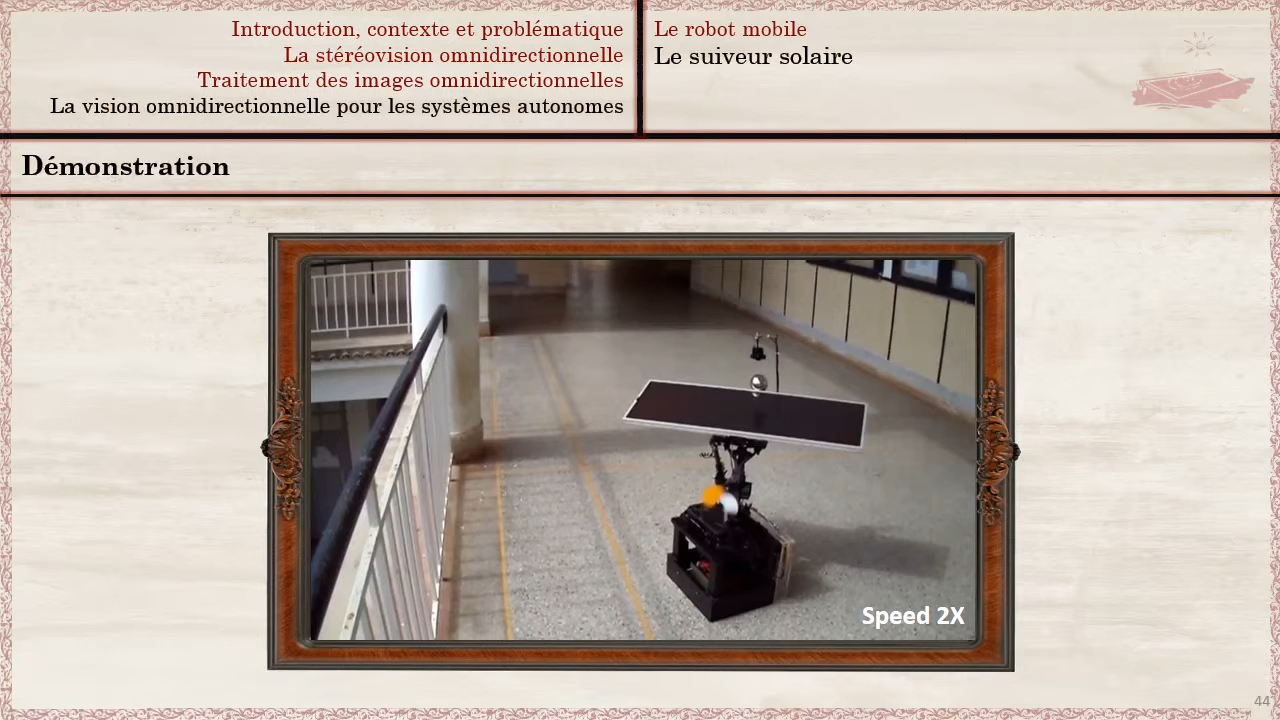 Introduction, contexte et problématique
La stéréovision omnidirectionnelle
Traitement des images omnidirectionnelles
La vision omnidirectionnelle pour les systèmes autonomes
Le robot mobile
Le suiveur solaire
Démonstration
Speed 2X
44